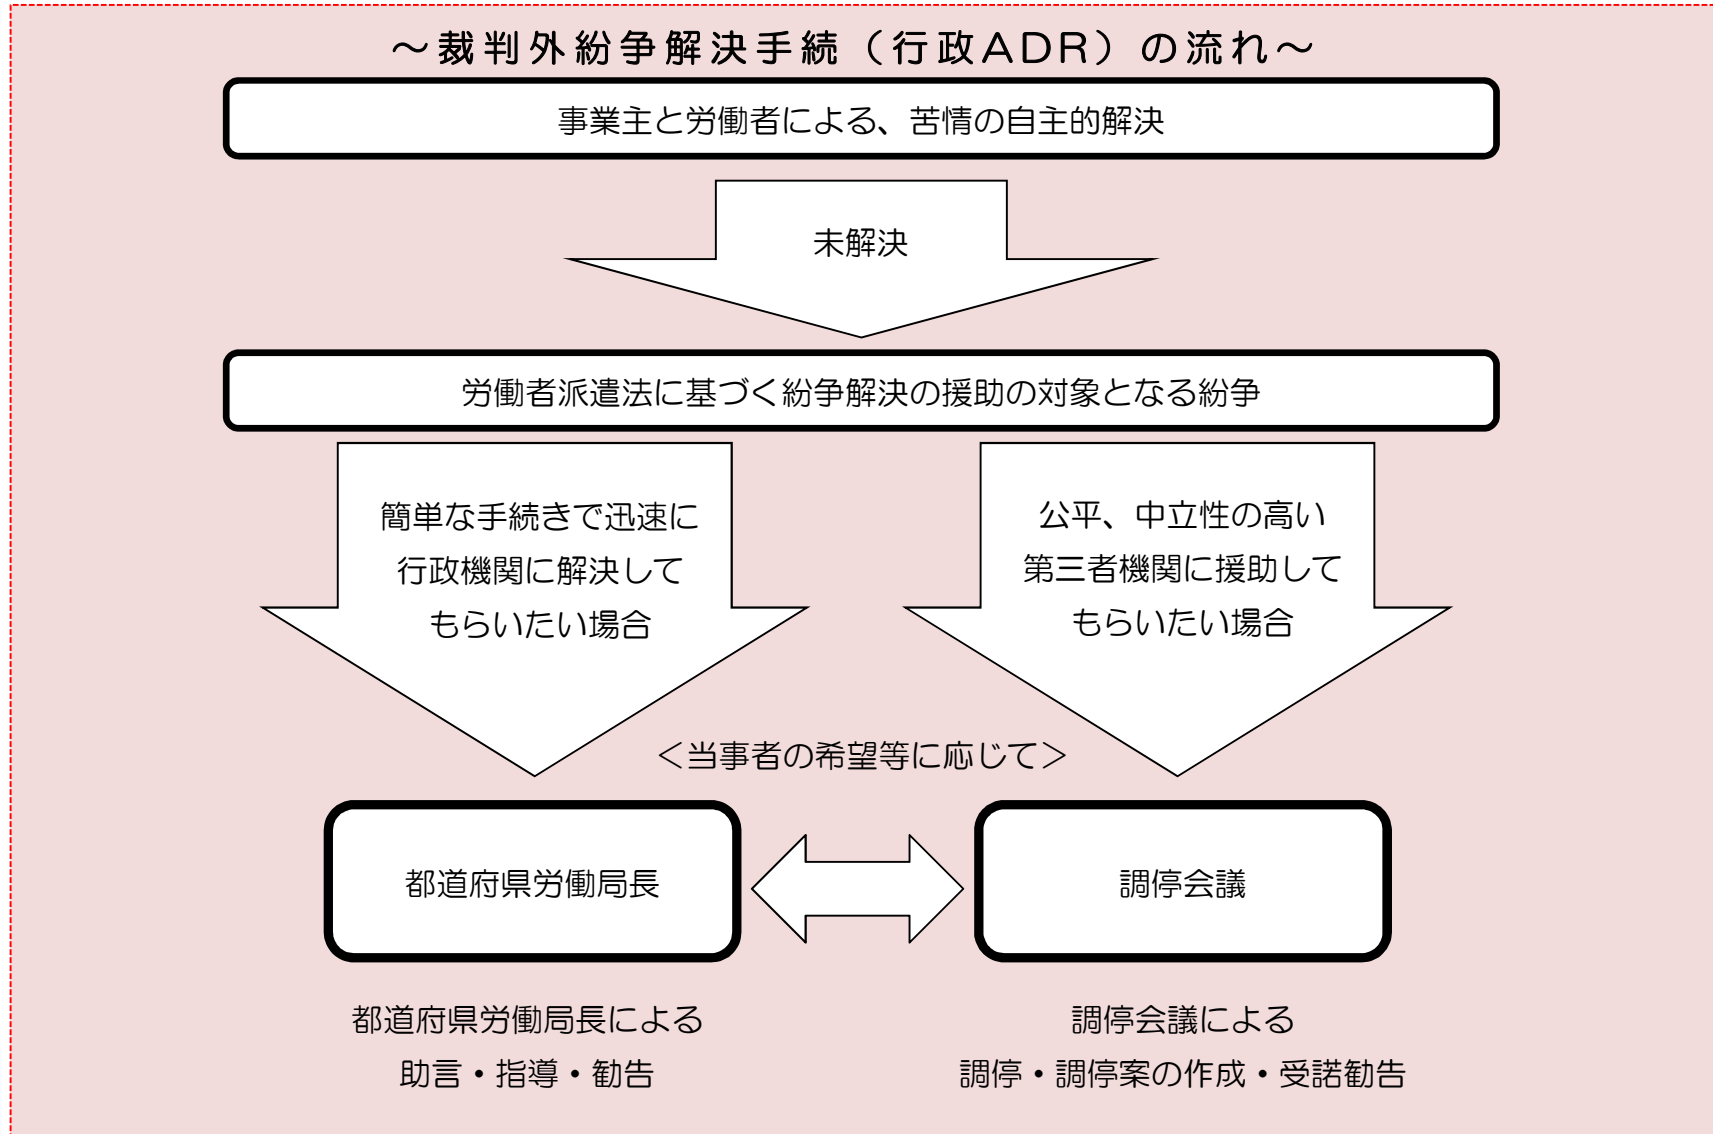 ～裁判外紛争解決手続（行政ADR）の流れ～
事業主と労働者による、苦情の自主的解決
未解決
労働者派遣法に基づく紛争解決の援助の対象となる紛争
簡単な手続きで迅速に
行政機関に解決して
もらいたい場合
公平、中立性の高い
第三者機関に援助して
もらいたい場合
＜当事者の希望等に応じて＞
都道府県労働局長
調停会議
都道府県労働局長による
助言・指導・勧告
調停会議による
調停・調停案の作成・受諾勧告